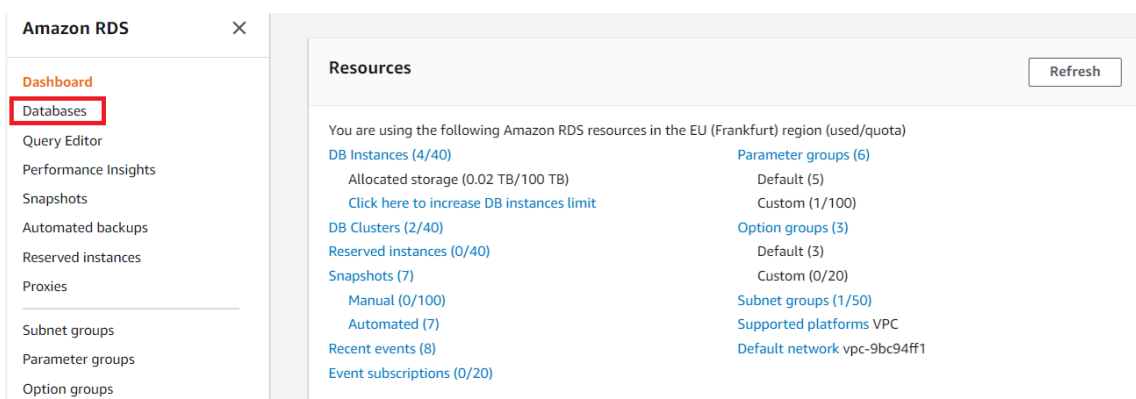 Amazon RDS
Dashboard
Databases
Query Editor
Performance Insights
Snapshots
Automated backups
Reserved instances
Proxies
Subnet groups
Parameter groups
Option groups
Resources
Refresh
You are using the following Amazon RDS resources in the EU (Frankfurt) region (used/quota)
DB Instances (4/40)
Allocated storage (0.02 TB/100 TB)
Click here to increase DB instances limit
DB Clusters (2/40)
Reserved instances (0/40)
Snapshots (7)
Manual (0/100)
Automated (7)
Recent events (8)
Event subscriptions (0/20)
Parameter groups (6)
Default (5)
Custom (1/100)
Option groups (3)
Default (3)
Custom (0/20)
Subnet groups (1/50)
Supported platforms VPC
Default network vpc-9bc94ff1